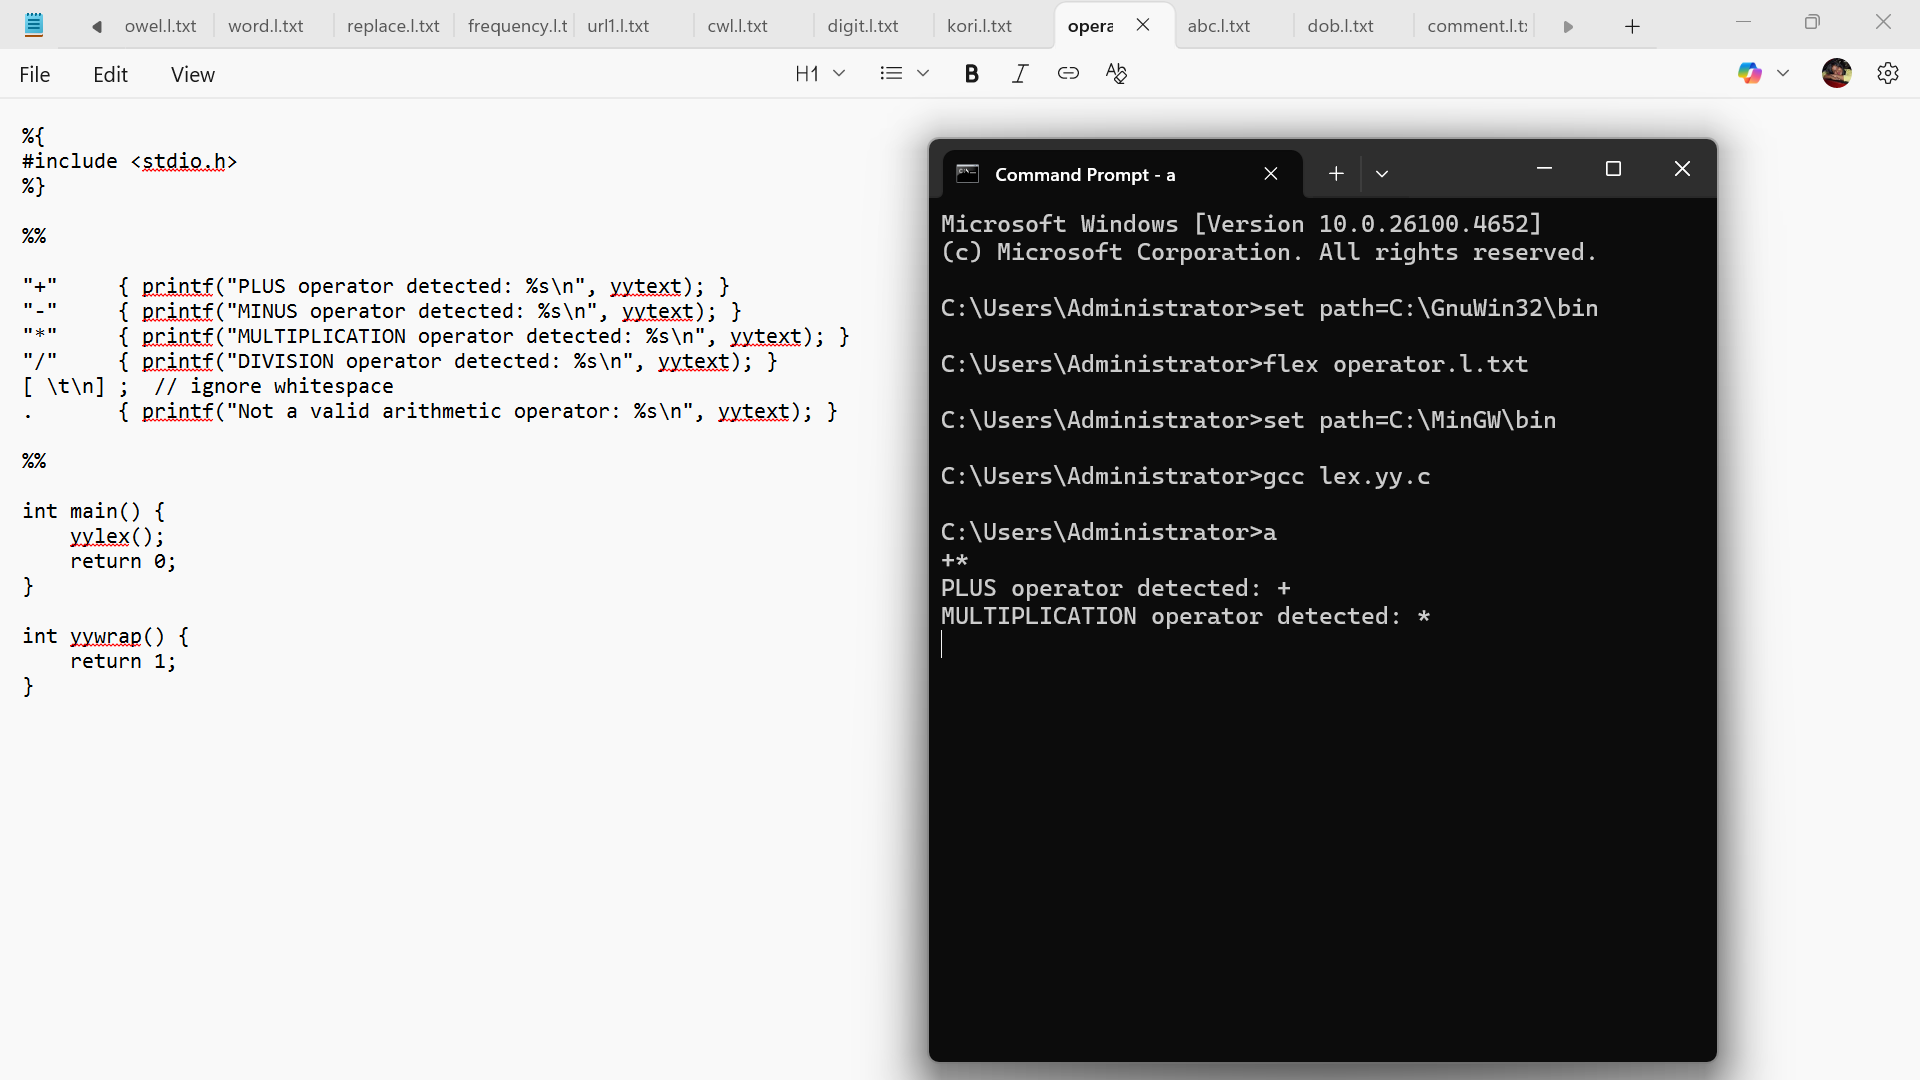 owel.l.txt word.l.txt replace.l.txt frequency.l.t url1.l.txt cwl.l.txt digit.l.txt kori.l.txt opera abc.l.txt dob.l.txt comment.l.t
File Edit View H1 B I
%{
#include <stdio.h>
%}
%%
"+" { printf("PLUS operator detected: %s\n", yytext); }
"-" { printf("MINUS operator detected: %s\n", yytext); }
"*" { printf("MULTIPLICATION operator detected: %s\n", yytext); }
"/" { printf("DIVISION operator detected: %s\n", yytext); }
[ \t\n] ; // ignore whitespace
. { printf("Not a valid arithmetic operator: %s\n", yytext); }
%%
int main() {
yylex();
return 0;
}
int yywrap() {
return 1;
}
Command Prompt - a
Microsoft Windows [Version 10.0.26100.4652]
(c) Microsoft Corporation. All rights reserved.
C:\Users\Administrator>set path=C:\GnuWin32\bin
C:\Users\Administrator>flex operator.l.txt
C:\Users\Administrator>set path=C:\MinGW\bin
C:\Users\Administrator>gcc lex.yy.c
C:\Users\Administrator>a
+*
PLUS operator detected: +
MULTIPLICATION operator detected: *